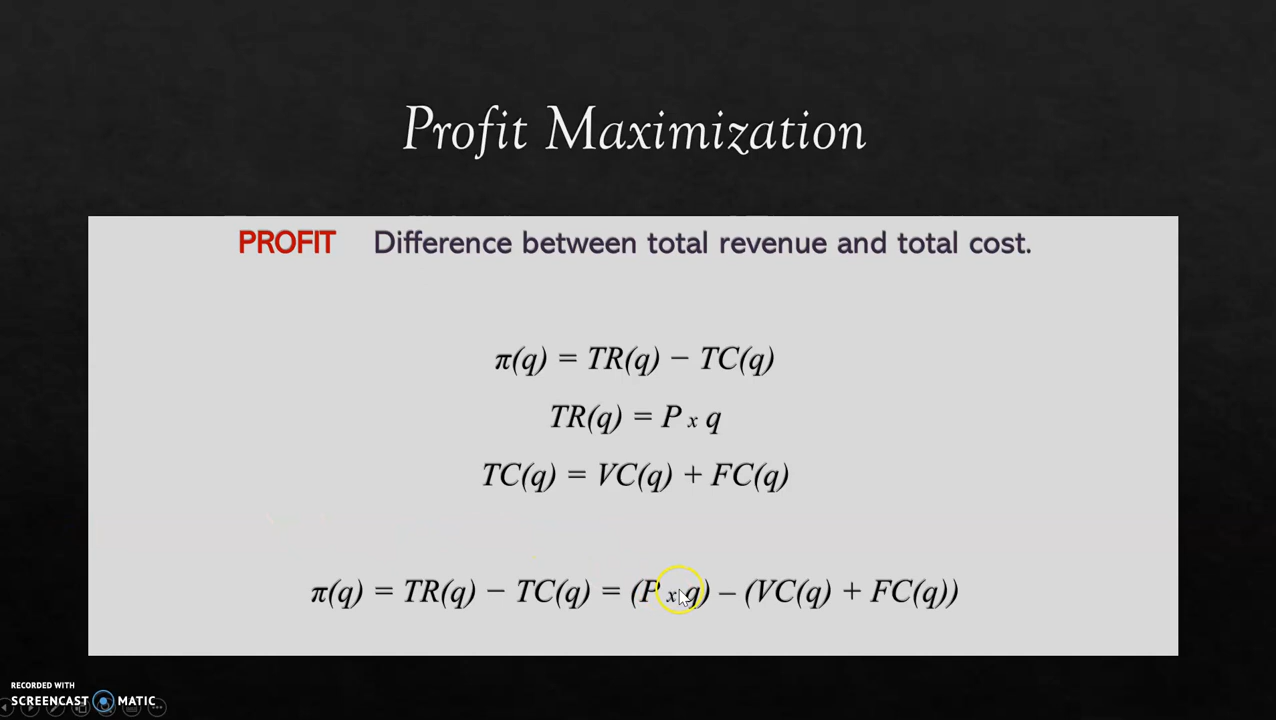 Profit Maximization
PROFIT Difference between total revenue and total cost.
π(q) = TR(q) − TC(q)
TR(q) = P x q
TC(q) = VC(q) + FC(q)
π(q) = TR(q) − TC(q) = (P x q) – (VC(q) + FC(q))
RECORDED WITH
SCREENCAST MATIC